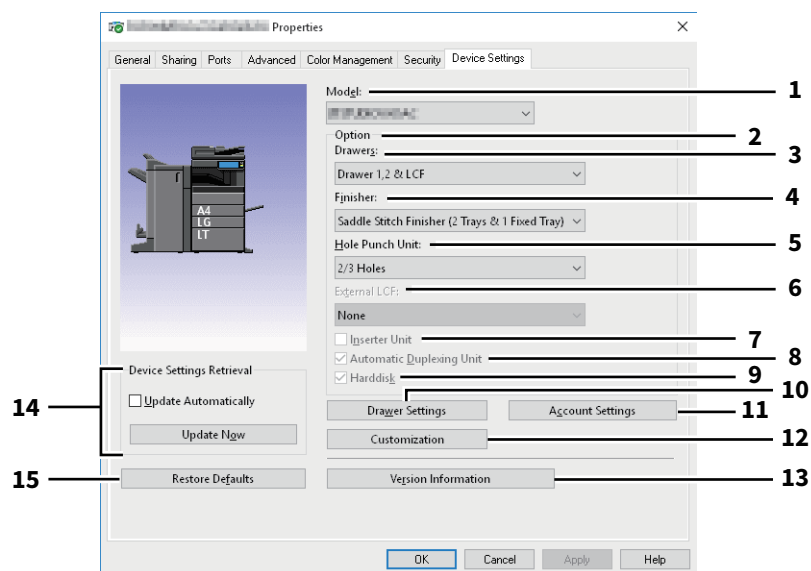 Properties
General Sharing Ports Advanced Color Management Security Device Settings
Model:
1
Option
2
Drawers:
3
Drawer 1,2 & LCF
Finisher:
4
Saddle Stitch Finisher (2 Trays & 1 Fixed Tray)
Hole Punch Unit:
5
2/3 Holes
External LCF:
6
None
Inserter Unit
7
Automatic Duplexing Unit
8
Harddisk
9
A4
LG
LT
Device Settings Retrieval
14
Update Automatically
Update Now
10
Drawer Settings
Account Settings
11
Customization
12
15
Restore Defaults
Version Information
13
OK Cancel Apply Help